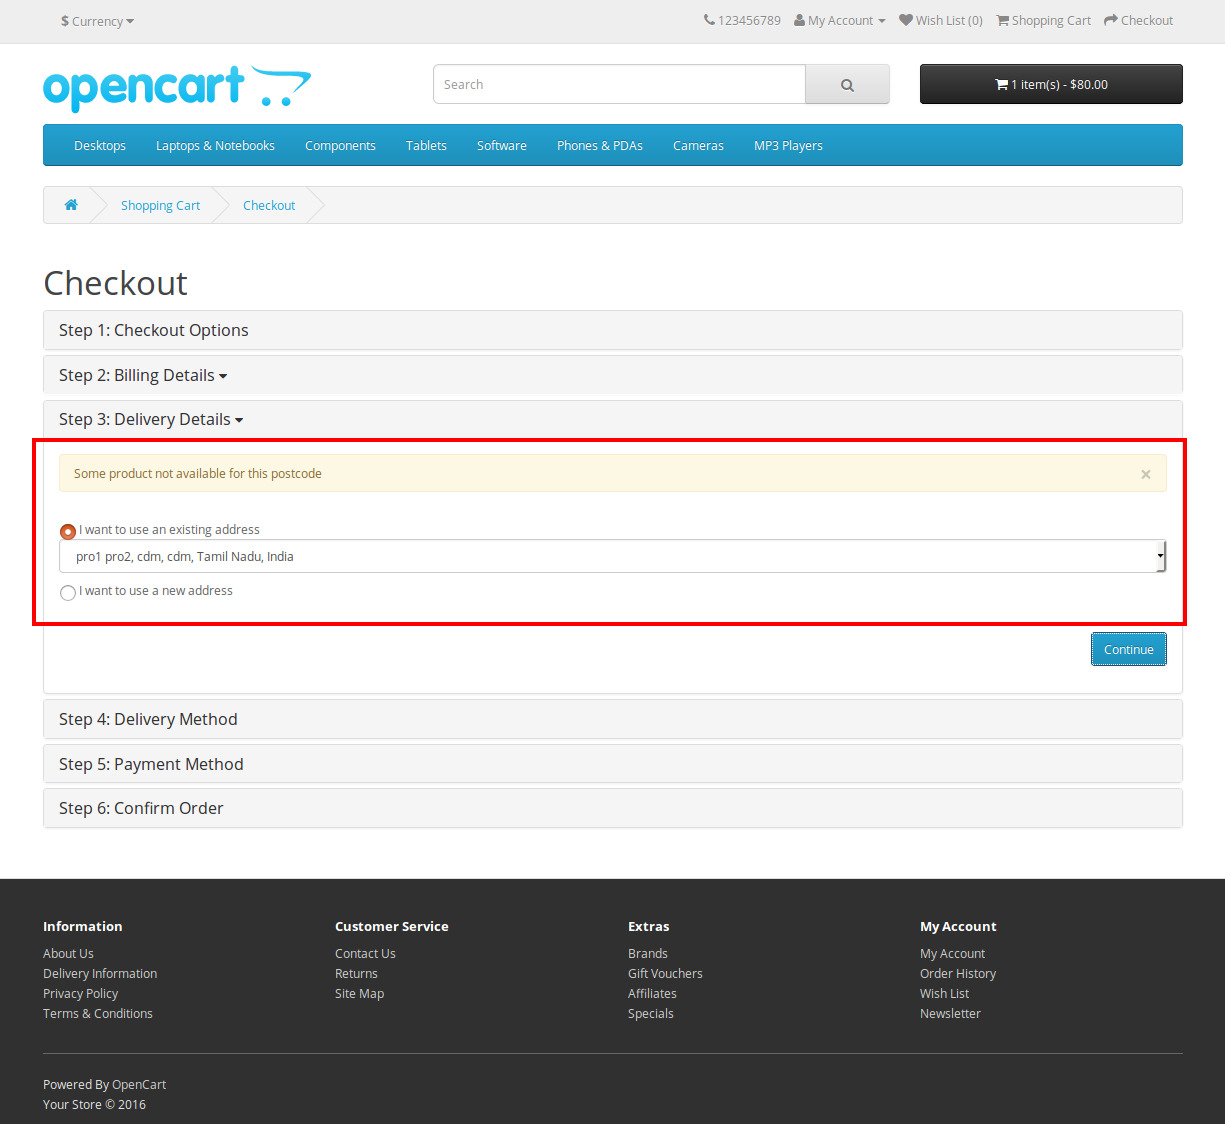 $ Currency
123456789 My Account Wish List (0) Shopping Cart Checkout
opencart
Search
1 item(s) - $80.00
Desktops Laptops & Notebooks Components Tablets Software Phones & PDAs Cameras MP3 Players
Shopping Cart Checkout
Checkout
Step 1: Checkout Options
Step 2: Billing Details
Step 3: Delivery Details
Some product not available for this postcode ×
I want to use an existing address
pro1 pro2, cdm, cdm, Tamil Nadu, India
I want to use a new address
Continue
Step 4: Delivery Method
Step 5: Payment Method
Step 6: Confirm Order
Information
About Us
Delivery Information
Privacy Policy
Terms & Conditions
Customer Service
Contact Us
Returns
Site Map
Extras
Brands
Gift Vouchers
Affiliates
Specials
My Account
My Account
Order History
Wish List
Newsletter
Powered By OpenCart
Your Store © 2016